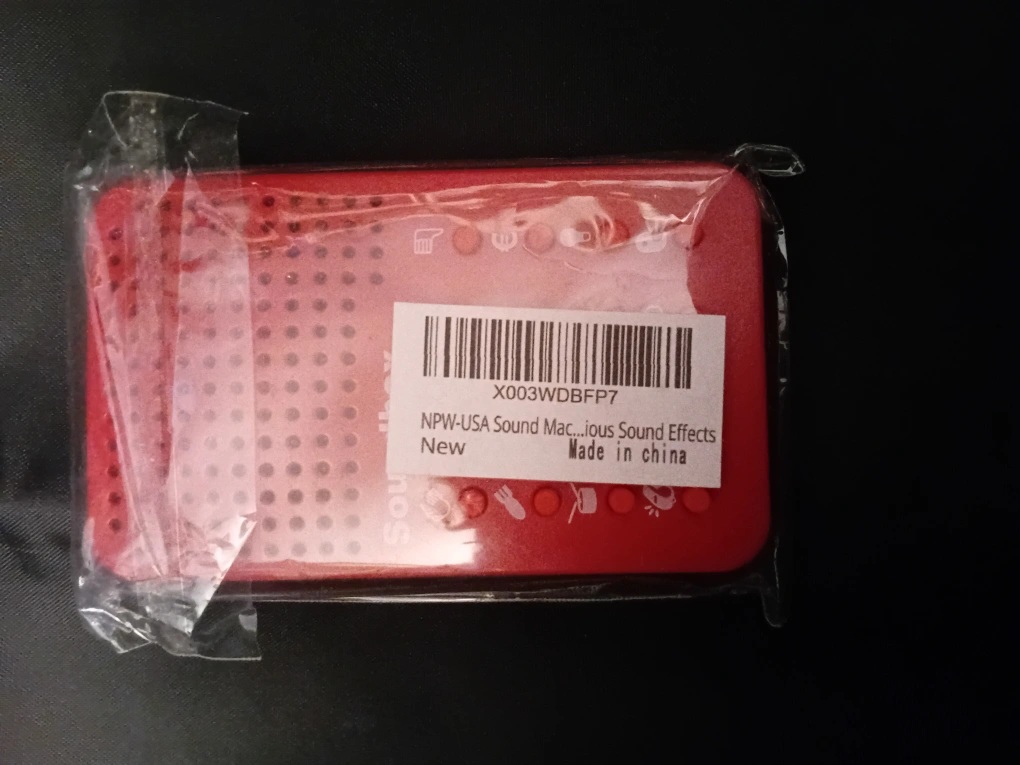 X003WDBFP7
NPW-USA Sound Mac...ious Sound Effects
New
Made in china